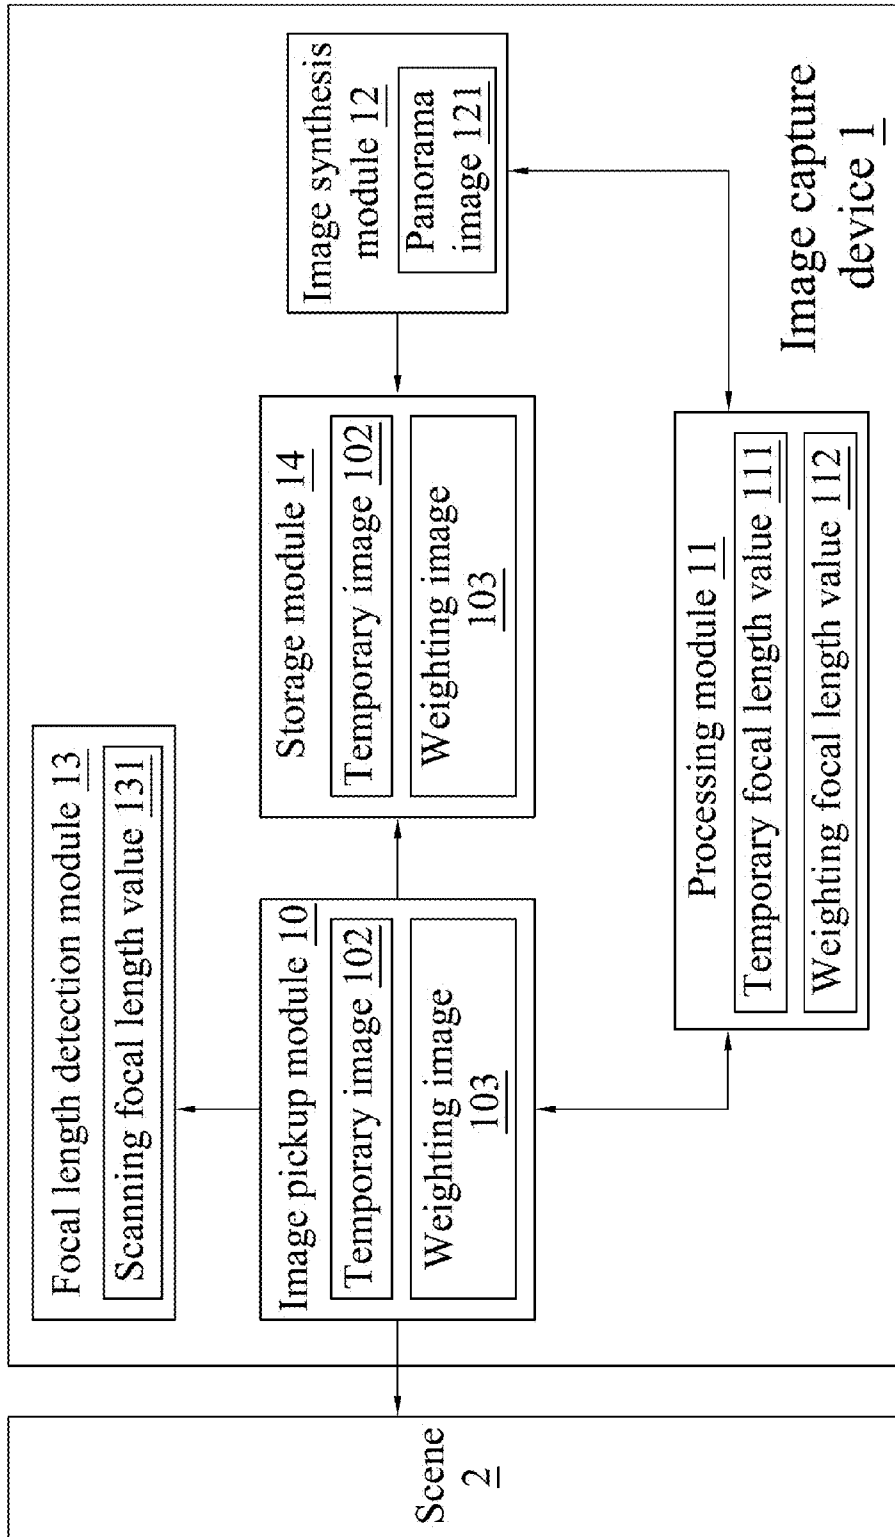 Scene
2
Focal length detection module 13
Scanning focal length value 131
Image pickup module 10
Temporary image 102
Weighting image
103
Storage module 14
Temporary image 102
Weighting image
103
Image synthesis
module 12
Panorama
image 121
Processing module 11
Temporary focal length value 111
Weighting focal length value 112
Image capture
device 1